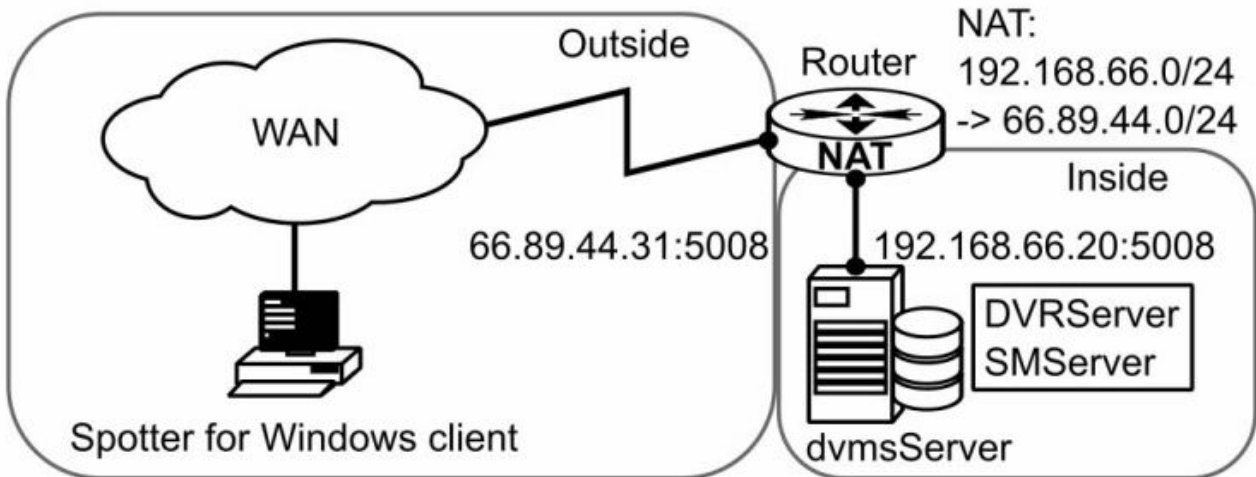 Outside
Router
NAT:
192.168.66.0/24
-> 66.89.44.0/24
WAN
NAT
Inside
66.89.44.31:5008
192.168.66.20:5008
DVRServer
SMServer
Spotter for Windows client
dvmsServer